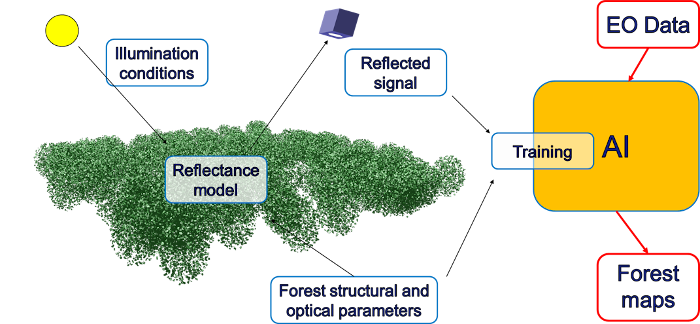 EO Data
Illumination
conditions
Reflected
signal
Training
AI
Reflectance
model
Forest structural and
optical parameters
Forest
maps